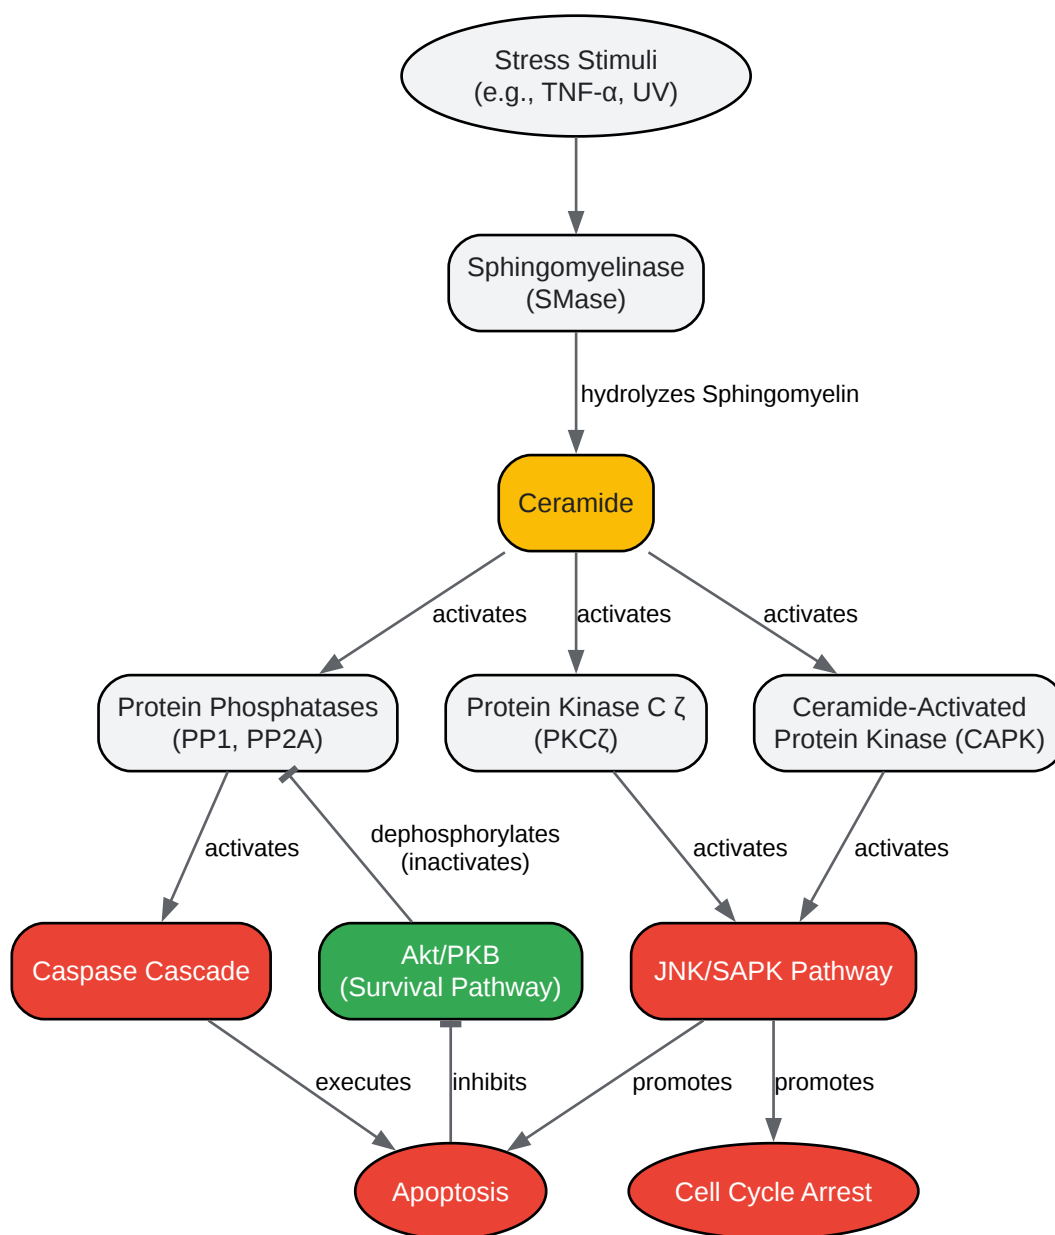 Stress Stimuli
(e.g., TNF-α, UV)
Sphingomyelinase
(SMase)
hydrolyzes Sphingomyelin
Ceramide
activates
activates
activates
Protein Phosphatases
(PP1, PP2A)
Protein Kinase C ζ
(PKCζ)
Ceramide-Activated
Protein Kinase (CAPK)
activates
dephosphorylates
(inactivates)
activates
activates
Caspase Cascade
Akt/PKB
(Survival Pathway)
JNK/SAPK Pathway
executes
inhibits
promotes
promotes
Apoptosis
Cell Cycle Arrest